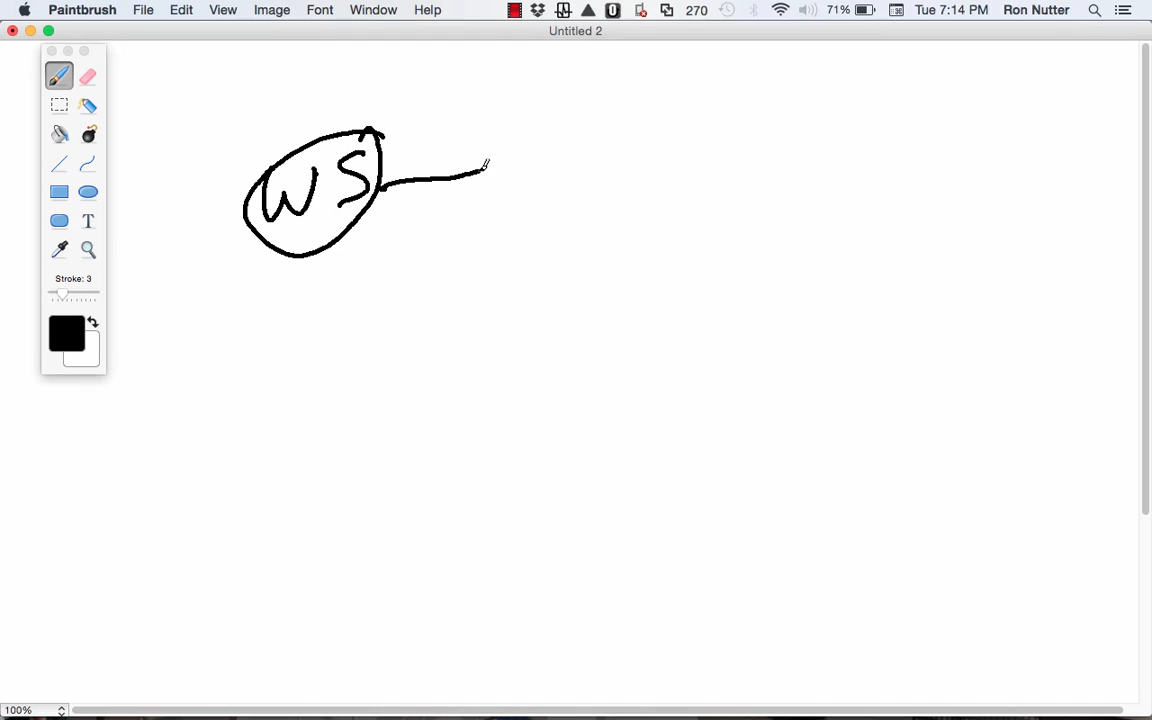 Paintbrush File Edit View Image Font Window Help 270 71% Tue 7:14 PM Ron Nutter
Untitled 2
WS
T
Stroke: 3
100%